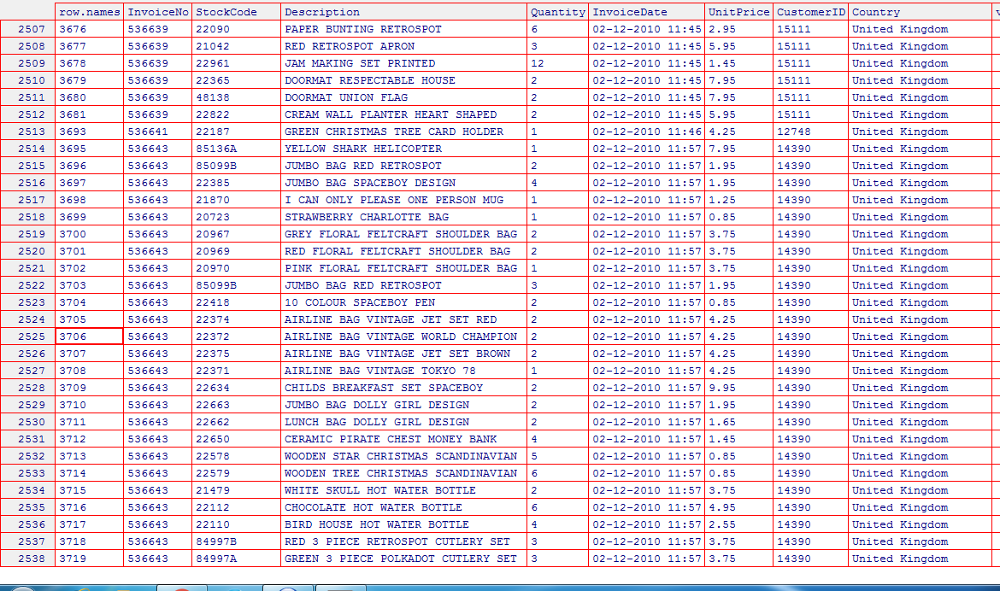 row.names InvoiceNo StockCode Description Quantity InvoiceDate UnitPrice CustomerID Country
2507 3676 536639 22090 PAPER BUNTING RETROSPOT 6 02-12-2010 11:45 2.95 15111 United Kingdom
2508 3677 536639 21042 RED RETROSPOT APRON 3 02-12-2010 11:45 5.95 15111 United Kingdom
2509 3678 536639 22961 JAM MAKING SET PRINTED 12 02-12-2010 11:45 1.45 15111 United Kingdom
2510 3679 536639 22365 DOORMAT RESPECTABLE HOUSE 2 02-12-2010 11:45 7.95 15111 United Kingdom
2511 3680 536639 48138 DOORMAT UNION FLAG 2 02-12-2010 11:45 7.95 15111 United Kingdom
2512 3681 536639 22822 CREAM WALL PLANTER HEART SHAPED 2 02-12-2010 11:45 5.95 15111 United Kingdom
2513 3693 536641 22187 GREEN CHRISTMAS TREE CARD HOLDER 1 02-12-2010 11:46 4.25 12748 United Kingdom
2514 3695 536643 85136A YELLOW SHARK HELICOPTER 1 02-12-2010 11:57 7.95 14390 United Kingdom
2515 3696 536643 85099B JUMBO BAG RED RETROSPOT 2 02-12-2010 11:57 1.95 14390 United Kingdom
2516 3697 536643 22385 JUMBO BAG SPACEBOY DESIGN 4 02-12-2010 11:57 1.95 14390 United Kingdom
2517 3698 536643 21870 I CAN ONLY PLEASE ONE PERSON MUG 1 02-12-2010 11:57 1.25 14390 United Kingdom
2518 3699 536643 20723 STRAWBERRY CHARLOTTE BAG 1 02-12-2010 11:57 0.85 14390 United Kingdom
2519 3700 536643 20967 GREY FLORAL FELTCRAFT SHOULDER BAG 2 02-12-2010 11:57 3.75 14390 United Kingdom
2520 3701 536643 20969 RED FLORAL FELTCRAFT SHOULDER BAG 2 02-12-2010 11:57 3.75 14390 United Kingdom
2521 3702 536643 20970 PINK FLORAL FELTCRAFT SHOULDER BAG 1 02-12-2010 11:57 3.75 14390 United Kingdom
2522 3703 536643 85099B JUMBO BAG RED RETROSPOT 3 02-12-2010 11:57 1.95 14390 United Kingdom
2523 3704 536643 22418 10 COLOUR SPACEBOY PEN 2 02-12-2010 11:57 0.85 14390 United Kingdom
2524 3705 536643 22374 AIRLINE BAG VINTAGE JET SET RED 2 02-12-2010 11:57 4.25 14390 United Kingdom
2525 3706 536643 22372 AIRLINE BAG VINTAGE WORLD CHAMPION 2 02-12-2010 11:57 4.25 14390 United Kingdom
2526 3707 536643 22375 AIRLINE BAG VINTAGE JET SET BROWN 2 02-12-2010 11:57 4.25 14390 United Kingdom
2527 3708 536643 22371 AIRLINE BAG VINTAGE TOKYO 78 1 02-12-2010 11:57 4.25 14390 United Kingdom
2528 3709 536643 22634 CHILDS BREAKFAST SET SPACEBOY 2 02-12-2010 11:57 9.95 14390 United Kingdom
2529 3710 536643 22663 JUMBO BAG DOLLY GIRL DESIGN 2 02-12-2010 11:57 1.95 14390 United Kingdom
2530 3711 536643 22662 LUNCH BAG DOLLY GIRL DESIGN 2 02-12-2010 11:57 1.65 14390 United Kingdom
2531 3712 536643 22650 CERAMIC PIRATE CHEST MONEY BANK 4 02-12-2010 11:57 1.45 14390 United Kingdom
2532 3713 536643 22578 WOODEN STAR CHRISTMAS SCANDINAVIAN 5 02-12-2010 11:57 0.85 14390 United Kingdom
2533 3714 536643 22579 WOODEN TREE CHRISTMAS SCANDINAVIAN 6 02-12-2010 11:57 0.85 14390 United Kingdom
2534 3715 536643 21479 WHITE SKULL HOT WATER BOTTLE 2 02-12-2010 11:57 3.75 14390 United Kingdom
2535 3716 536643 22112 CHOCOLATE HOT WATER BOTTLE 6 02-12-2010 11:57 4.95 14390 United Kingdom
2536 3717 536643 22110 BIRD HOUSE HOT WATER BOTTLE 4 02-12-2010 11:57 2.55 14390 United Kingdom
2537 3718 536643 84997B RED 3 PIECE RETROSPOT CUTLERY SET 3 02-12-2010 11:57 3.75 14390 United Kingdom
2538 3719 536643 84997A GREEN 3 PIECE POLKADOT CUTLERY SET 3 02-12-2010 11:57 3.75 14390 United Kingdom